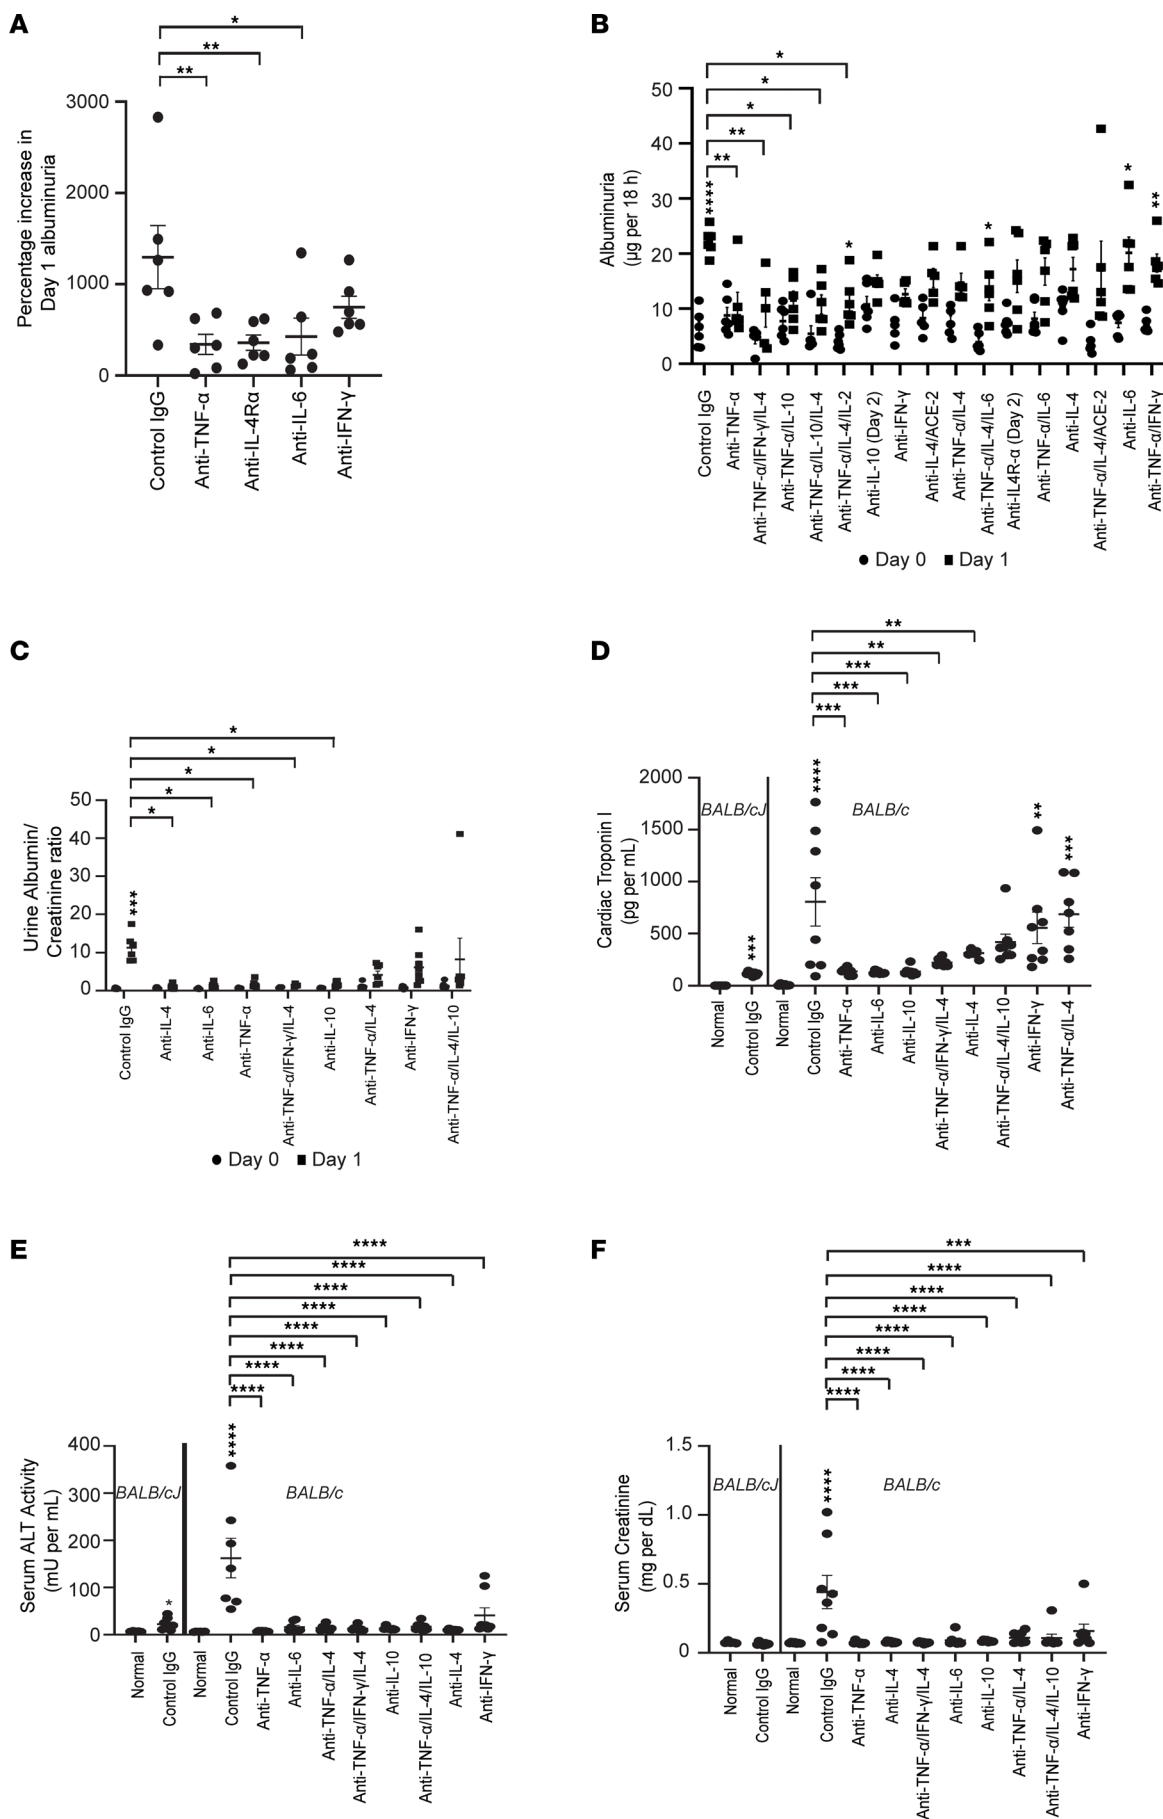 A
*
**
**
3000
2000
1000
0
Percentage increase in
Day 1 albuminuria
Control IgG
Anti-TNF-α
Anti-IL-4Rα
Anti-IL-6
Anti-IFN-γ
B
*
*
*
**
**
****
*
*
*
**
50
40
30
20
10
0
Albuminuria
(µg per 18 h)
Control IgG
Anti-TNF-α
Anti-TNF-α/IFN-γ/IL-4
Anti-TNF-α/IL-10
Anti-TNF-α/IL-10/IL-4
Anti-TNF-α/IL-4/IL-2
Anti-IL-10 (Day 2)
Anti-IFN-γ
Anti-IL-4/ACE-2
Anti-TNF-α/IL-4
Anti-TNF-α/IL-4/IL-6
Anti-IL4R-α (Day 2)
Anti-TNF-α/IL-6
Anti-IL-4
Anti-TNF-α/IL-4/ACE-2
Anti-IL-6
Anti-TNF-α/IFN-γ
Day 0 Day 1
C
*
*
*
*
*
***
50
40
30
20
10
0
Urine Albumin/
Creatinine ratio
Control IgG
Anti-IL-4
Anti-IL-6
Anti-TNF-α
Anti-TNF-α/IFN-γ/IL-4
Anti-IL-10
Anti-TNF-α/IL-4
Anti-IFN-γ
Anti-TNF-α/IL-4/IL-10
Day 0 Day 1
D
**
**
***
***
***
****
**
***
***
2000
1500
1000
500
0
BALB/cJ
BALB/c
Cardiac Troponin I
(pg per mL)
Normal
Control IgG
Normal
Control IgG
Anti-TNF-α
Anti-IL-6
Anti-IL-10
Anti-TNF-α/IFN-γ/IL-4
Anti-IL-4
Anti-TNF-α/IL-4/IL-10
Anti-IFN-γ
Anti-TNF-α/IL-4
E
****
****
****
****
****
****
****
****
****
*
400
300
200
100
0
BALB/cJ
BALB/c
Serum ALT Activity
(mU per mL)
Normal
Control IgG
Normal
Control IgG
Anti-TNF-α
Anti-IL-6
Anti-TNF-α/IL-4
Anti-TNF-α/IFN-γ/IL-4
Anti-IL-10
Anti-TNF-α/IL-4/IL-10
Anti-IL-4
Anti-IFN-γ
F
***
****
****
****
****
****
****
****
****
1.5
1.0
0.5
0
BALB/cJ
BALB/c
Serum Creatinine
(mg per dL)
Normal
Control IgG
Normal
Control IgG
Anti-TNF-α
Anti-IL-4
Anti-TNF-α/IFN-γ/IL-4
Anti-IL-6
Anti-IL-10
Anti-TNF-α/IL-4
Anti-TNF-α/IL-4/IL-10
Anti-IFN-γ